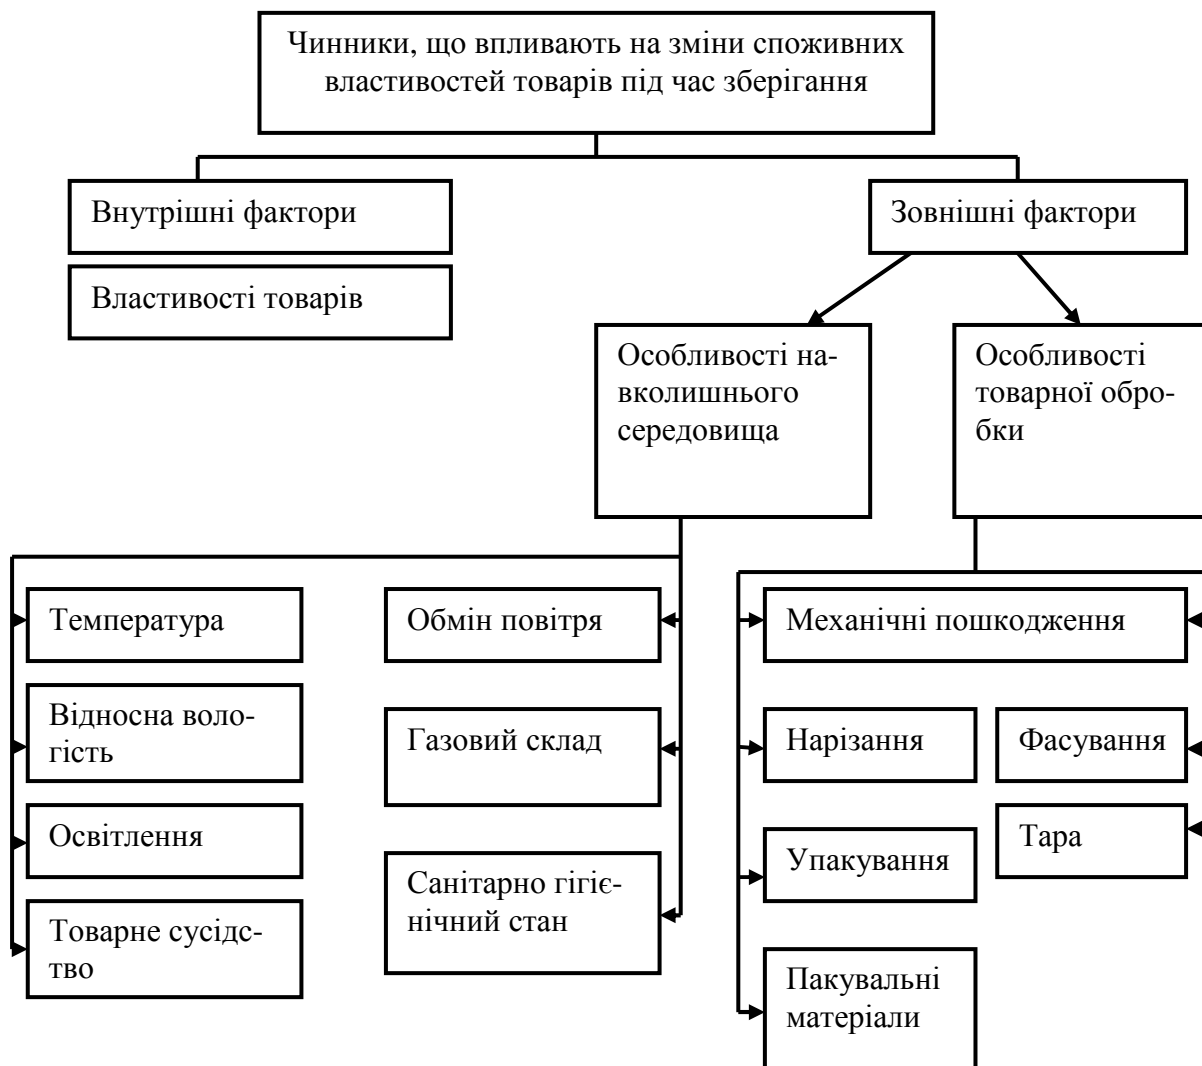 Чинники, що впливають на зміни споживних
властивостей товарів під час зберігання
Внутрішні фактори
Зовнішні фактори
Властивості товарів
Особливості на-
вколишнього
середовища
Особливості
товарної обро-
бки
Температура
Обмін повітря
Механічні пошкодження
Відносна воло-
гість
Газовий склад
Нарізання
Фасування
Освітлення
Тара
Санітарно гігіє-
нічний стан
Упакування
Товарне сусідс-
тво
Пакувальні
матеріали